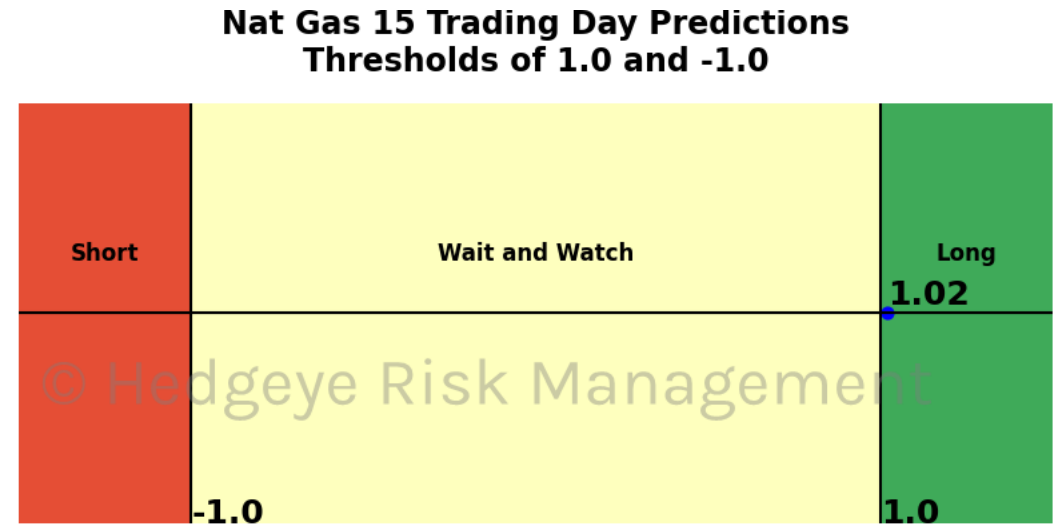 Nat Gas 15 Trading Day Predictions
Thresholds of 1.0 and -1.0
Short
Wait and Watch
Long
1.02
© Hedgeye Risk Management
-1.0
1.0